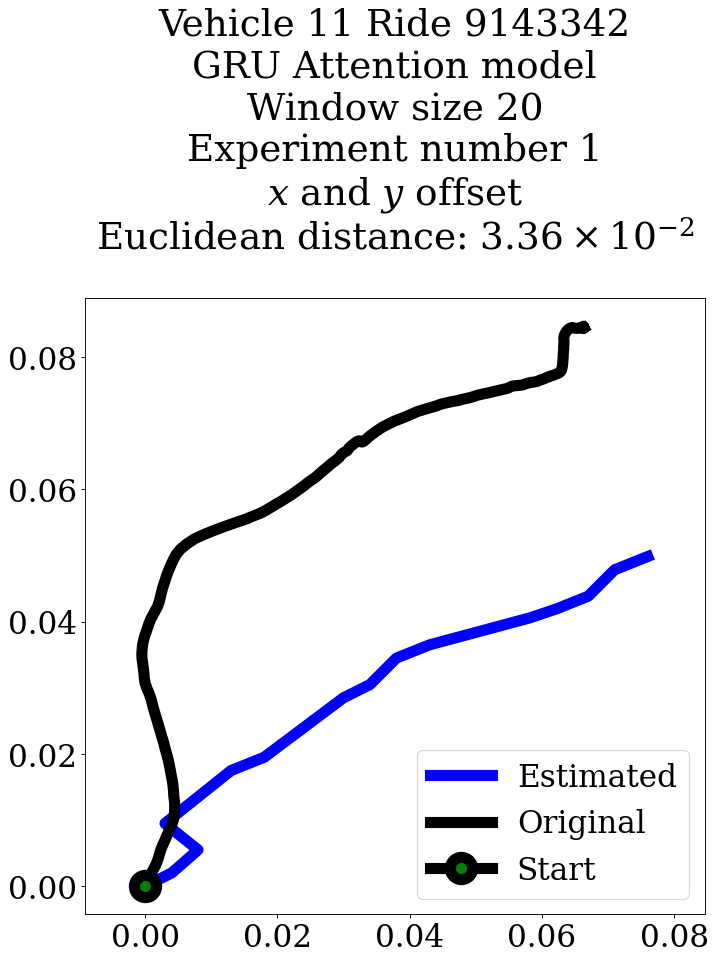 Vehicle 11 Ride 9143342
GRU Attention model
Window size 20
Experiment number 1
x and y offset
Euclidean distance: 3.36 × 10⁻²
0.08
0.06
0.04
0.02
0.00
Estimated
Original
Start
0.00 0.02 0.04 0.06 0.08